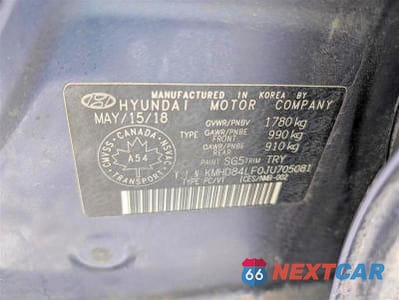 MANUFACTURED IN KOREA BY
HYUNDAI MOTOR COMPANY
MAY/15/18
GVWR/PNBV 1780 kg
TYPE GAWR/PNBE FRONT 990 kg
GAWR/PNBE REAR 910 kg
PAINT SG5 TRIM TRY
V.I.N KMHD84LF0JU705081
TYPE PC/VT ICES/NMB-002
CMVSS · CANADA · NSVAC
A54
TRANSPORT
66 NEXTCAR